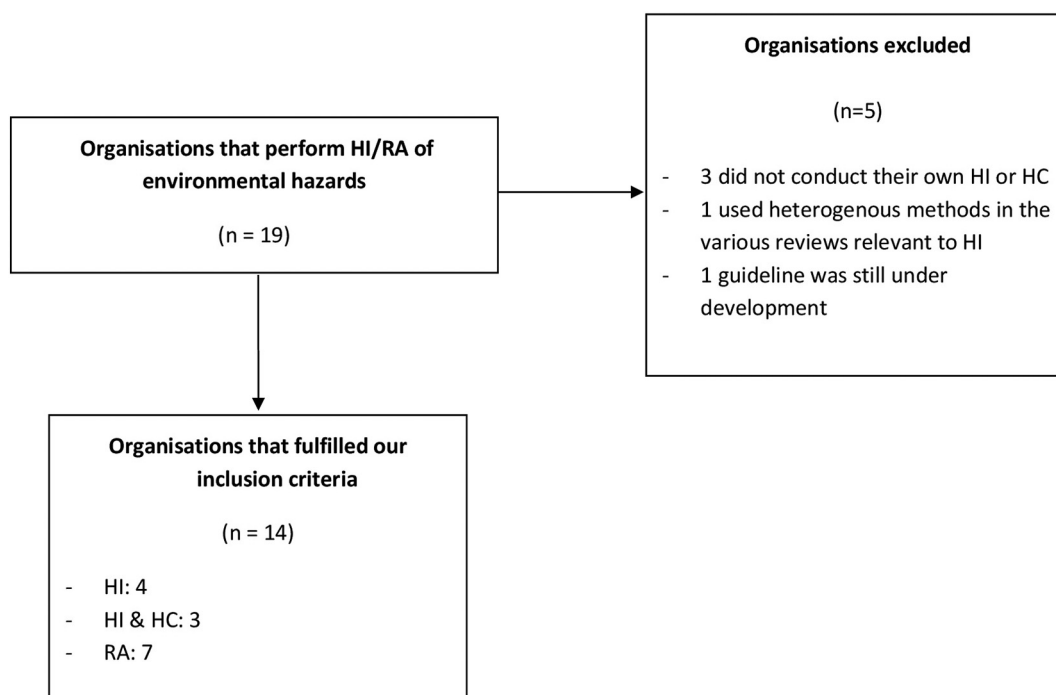 Organisations that perform HI/RA of
environmental hazards
(n = 19)
Organisations excluded
(n=5)
- 3 did not conduct their own HI or HC
- 1 used heterogenous methods in the
various reviews relevant to HI
- 1 guideline was still under
development
Organisations that fulfilled our
inclusion criteria
(n = 14)
- HI: 4
- HI & HC: 3
- RA: 7